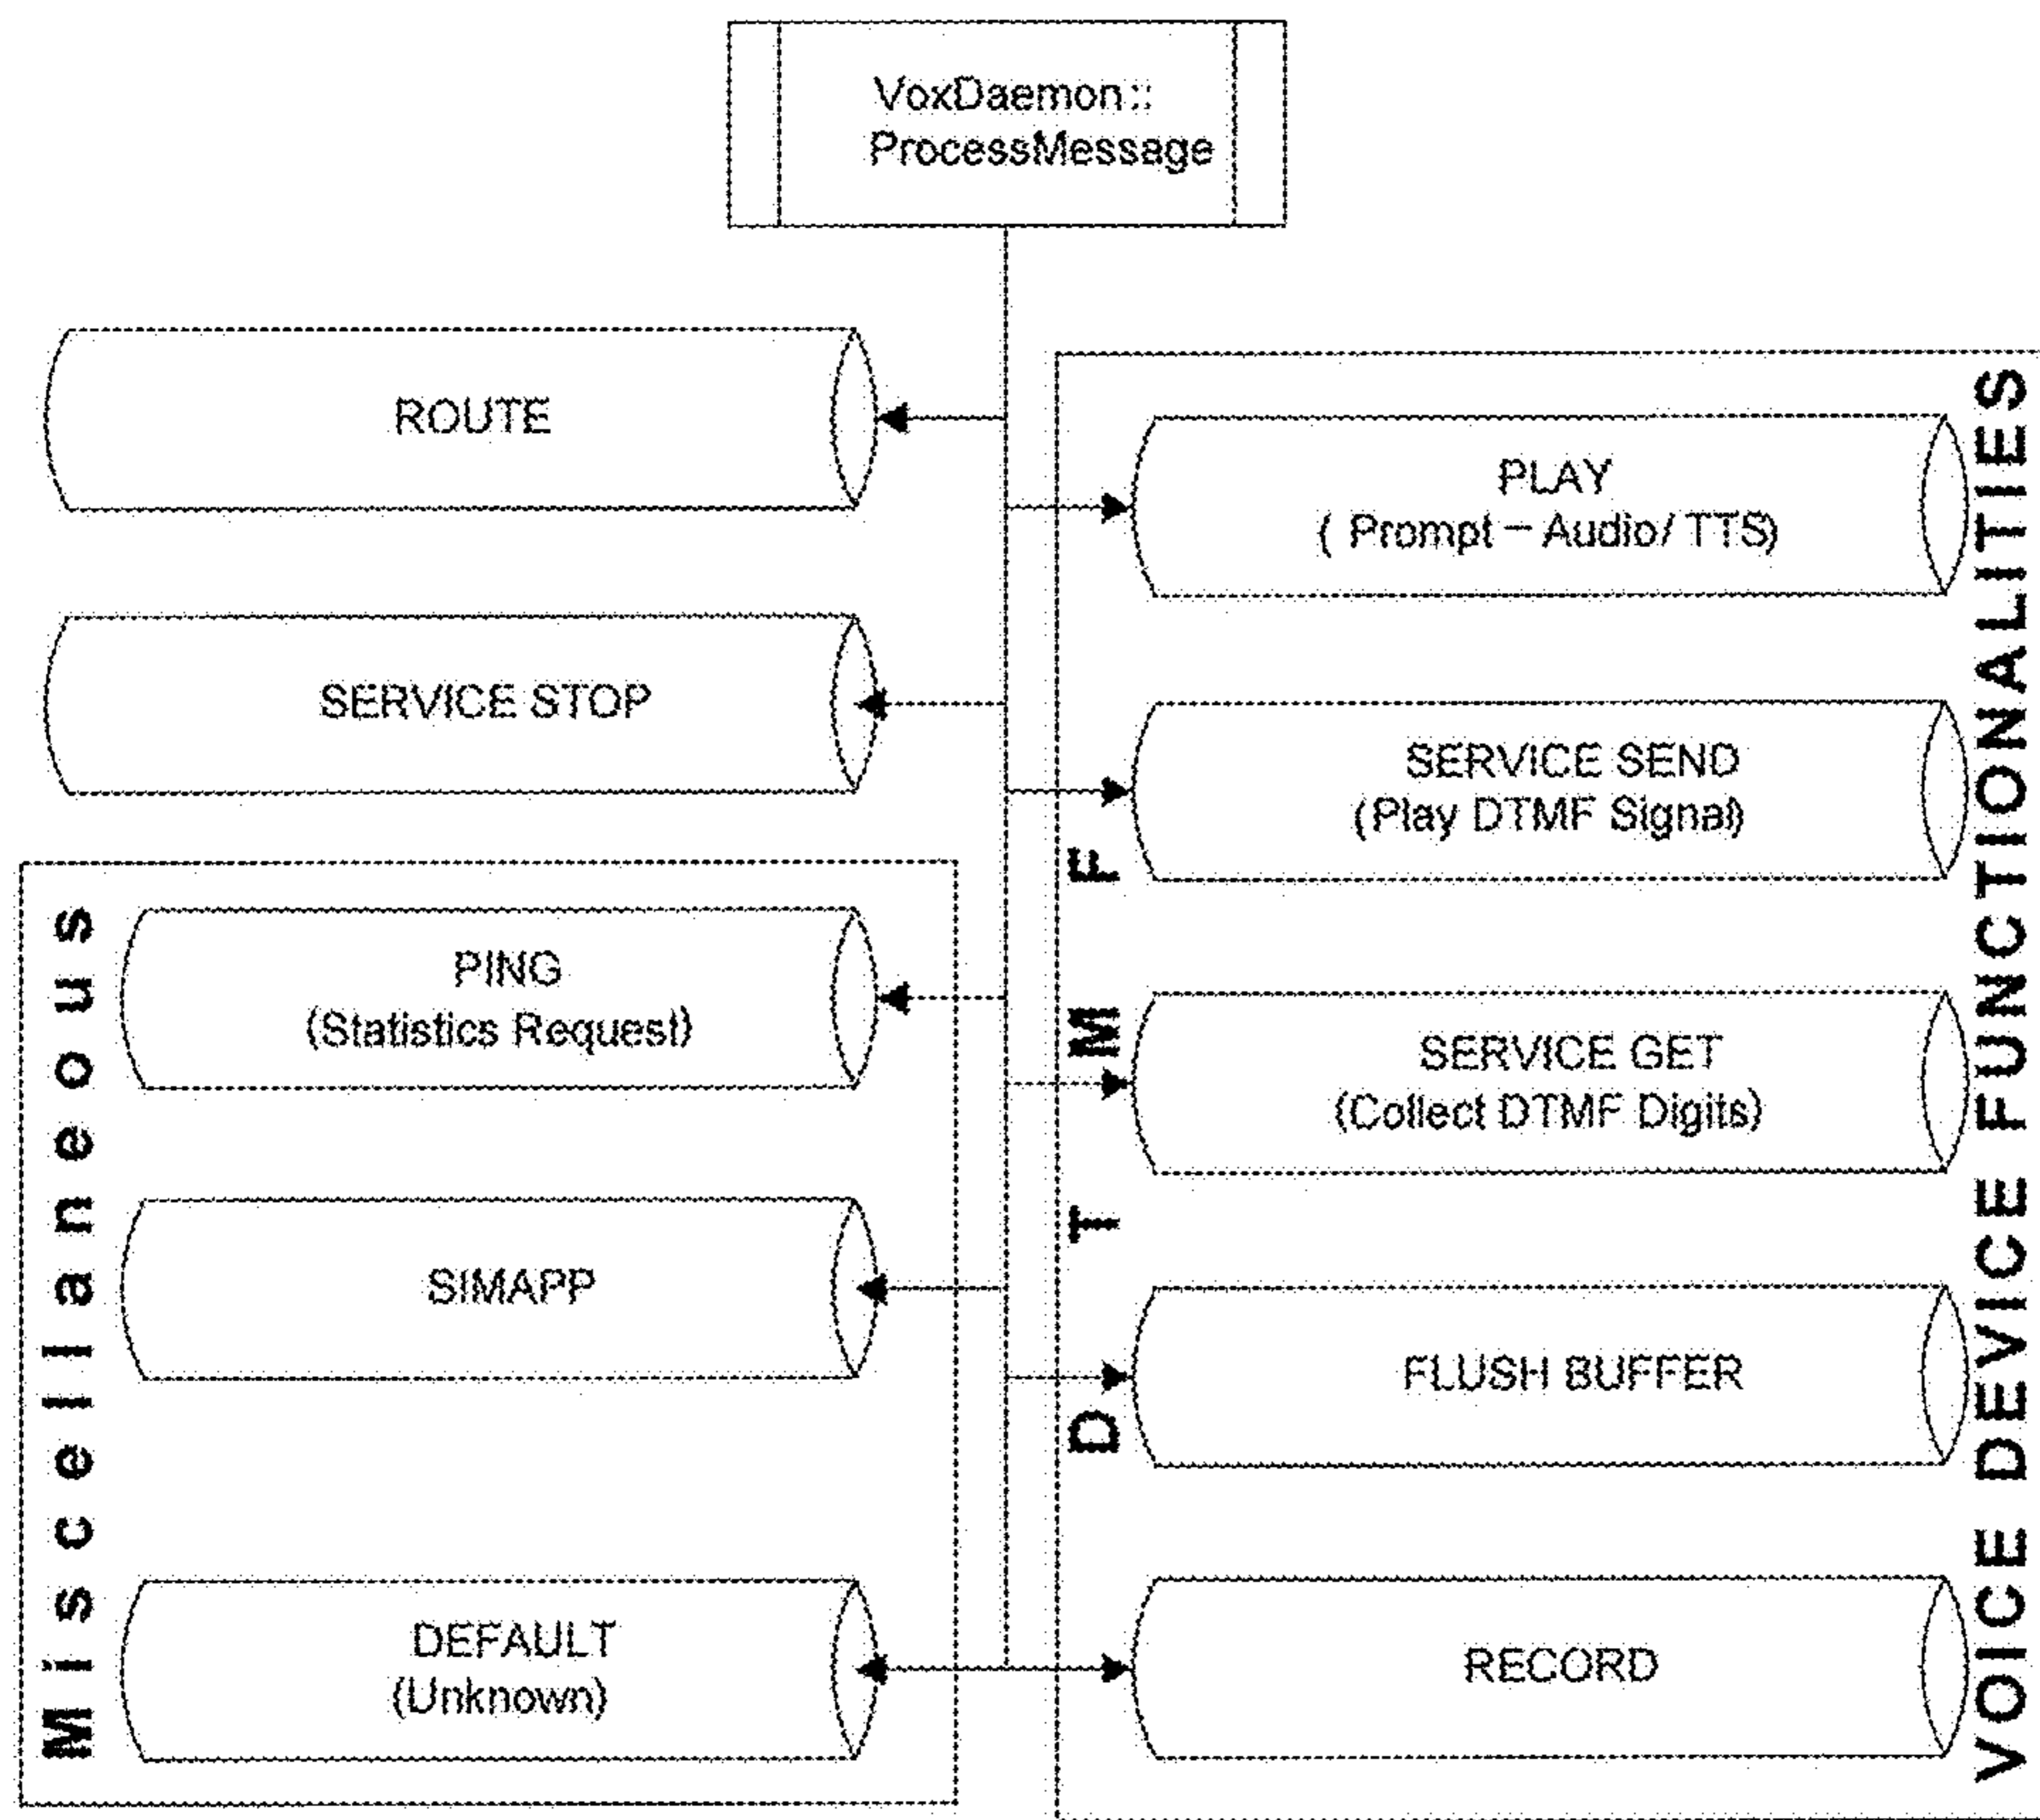 VoxDaemon::
ProcessMessage
ROUTE
PLAY
( Prompt – Audio/ TTS)
SERVICE STOP
SERVICE SEND
(Play DTMF Signal)
PING
(Statistics Request)
SERVICE GET
(Collect DTMF Digits)
SIMAPP
FLUSH BUFFER
DEFAULT
(Unknown)
RECORD
Miscellaneous
DTMF
VOICE DEVICE FUNCTIONALITIES